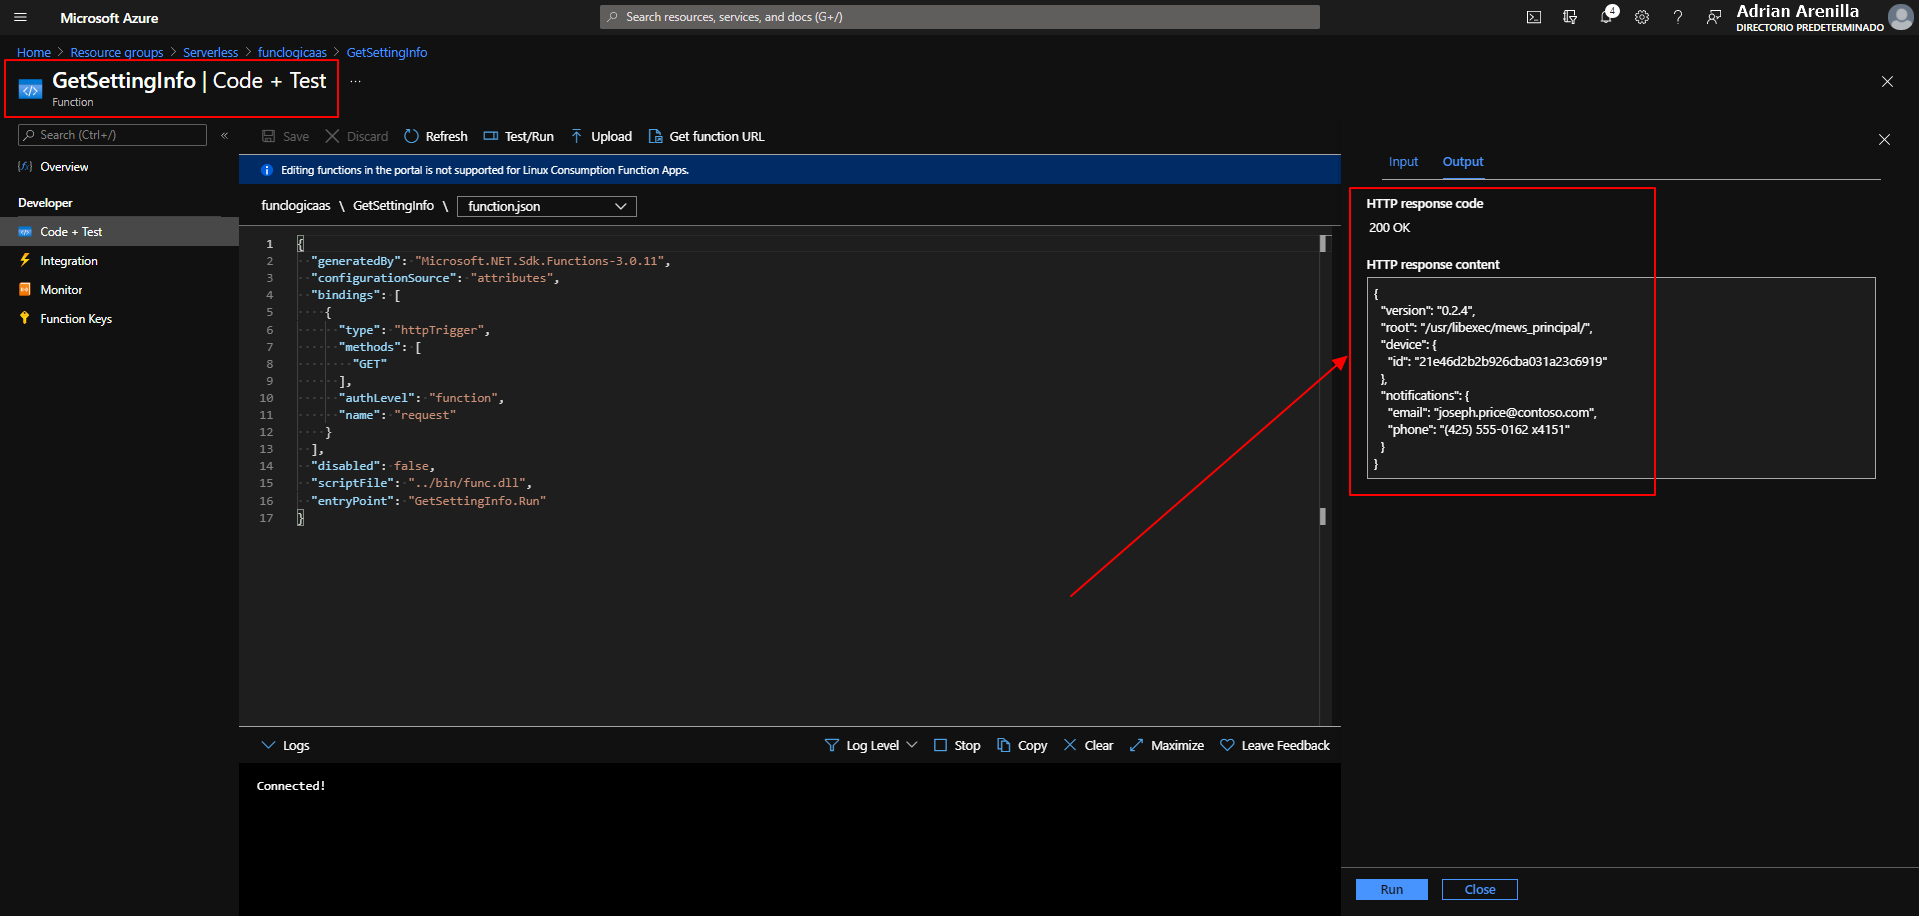 Microsoft Azure
Search resources, services, and docs (G+/)
4
Adrian Arenilla
DIRECTORIO PREDETERMINADO
Home > Resource groups > Serverless > funclogicaas > GetSettingInfo
GetSettingInfo | Code + Test ...
Function
Search (Ctrl+/)
«
Overview
Developer
Code + Test
Integration
Monitor
Function Keys
Save Discard Refresh Test/Run Upload Get function URL
Editing functions in the portal is not supported for Linux Consumption Function Apps.
funclogicaas \ GetSettingInfo \ function.json
1 {
2 "generatedBy": "Microsoft.NET.Sdk.Functions-3.0.11",
3 "configurationSource": "attributes",
4 "bindings": [
5 {
6 "type": "httpTrigger",
7 "methods": [
8 "GET"
9 ],
10 "authLevel": "function",
11 "name": "request"
12 }
13 ],
14 "disabled": false,
15 "scriptFile": "../bin/func.dll",
16 "entryPoint": "GetSettingInfo.Run"
17 }
Logs
Log Level Stop Copy Clear Maximize Leave Feedback
Connected!
Input Output
HTTP response code
200 OK
HTTP response content
{
"version": "0.2.4",
"root": "/usr/libexec/mews_principal/",
"device": {
"id": "21e46d2b2b926cba031a23c6919"
},
"notifications": {
"email": "joseph.price@contoso.com",
"phone": "(425) 555-0162 x4151"
}
}
Run Close